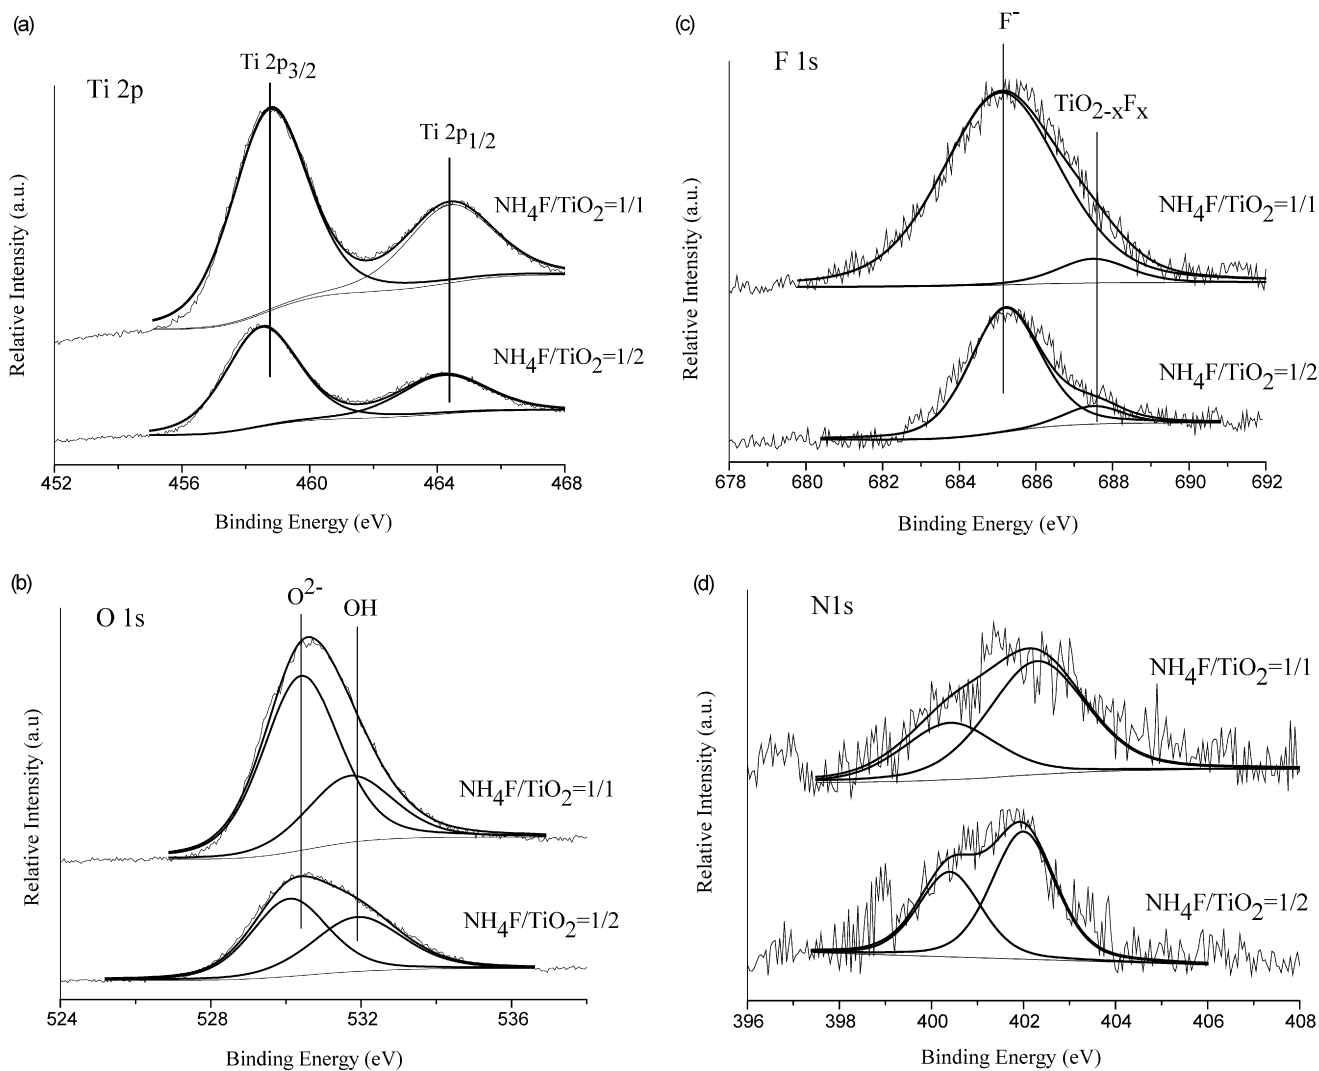 (a)
Ti 2p
Ti 2p3/2
Ti 2p1/2
NH4F/TiO2=1/1
NH4F/TiO2=1/2
Relative Intensity (a.u.)
452 456 460 464 468
Binding Energy (eV)
(c)
F 1s
F-
TiO2-xFx
NH4F/TiO2=1/1
NH4F/TiO2=1/2
Relative Intensity (a.u.)
678 680 682 684 686 688 690 692
Binding Energy (eV)
(b)
O 1s
O2-
OH
NH4F/TiO2=1/1
NH4F/TiO2=1/2
Relative Intensity (a.u)
524 528 532 536
Binding Energy (eV)
(d)
N1s
NH4F/TiO2=1/1
NH4F/TiO2=1/2
Relative Intensity (a.u.)
396 398 400 402 404 406 408
Binding Energy (eV)